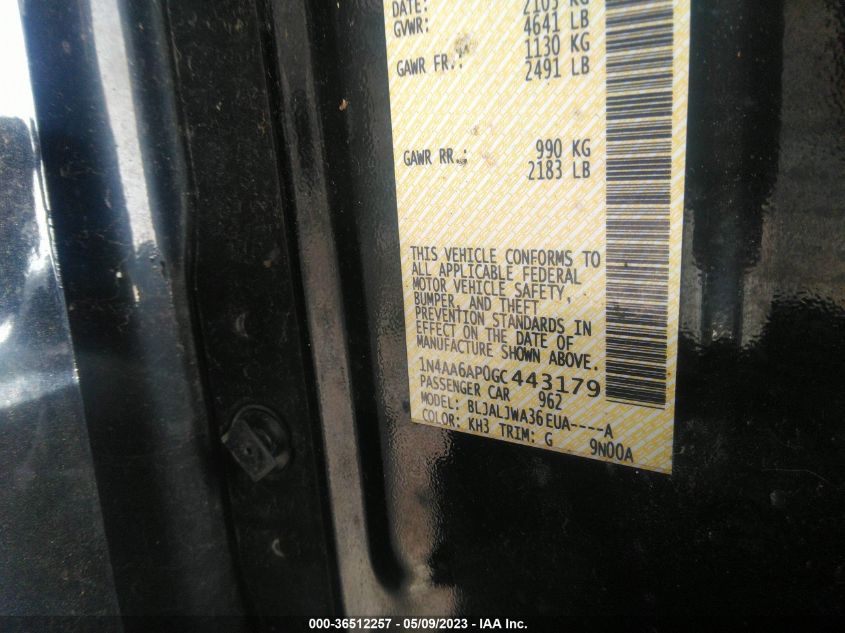 DATE: 2105 KG
GVWR: 4641 LB
1130 KG
GAWR FR.: 2491 LB
GAWR RR.: 990 KG
2183 LB
THIS VEHICLE CONFORMS TO
ALL APPLICABLE FEDERAL
MOTOR VEHICLE SAFETY,
BUMPER, AND THEFT
PREVENTION STANDARDS IN
EFFECT ON THE DATE OF
MANUFACTURE SHOWN ABOVE.
1N4AA6AP0GC443179
PASSENGER CAR 962
MODEL: BLJALJWA36EUA----A
COLOR: KH3 TRIM: G 9N00A
000-36512257 - 05/09/2023 - IAA Inc.